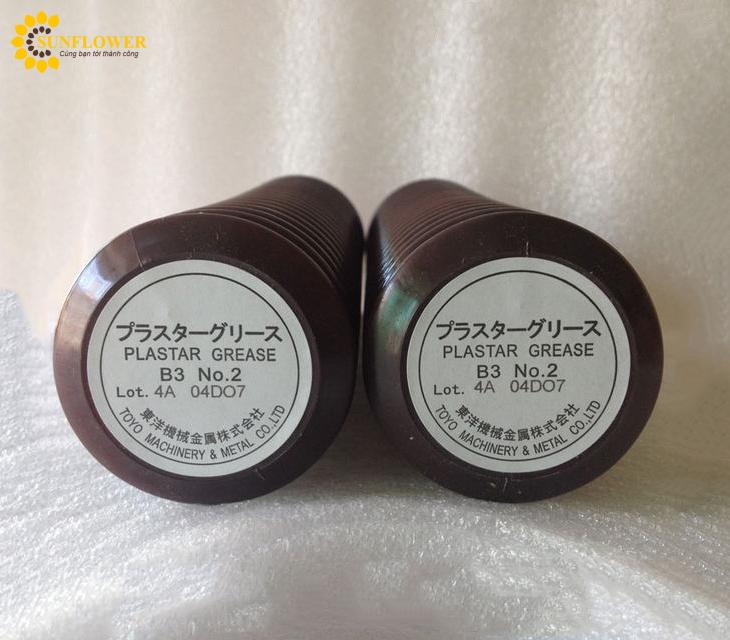 SUNFLOWER
Cùng bạn tới thành công
プラスターグリース
PLASTAR GREASE
B3 No.2
Lot. 4A 04DO7
東洋機械金属株式会社
TOYO MACHINERY & METAL CO.,LTD
プラスターグリース
PLASTAR GREASE
B3 No.2
Lot. 4A 04DO7
東洋機械金属株式会社
TOYO MACHINERY & METAL CO.,LTD